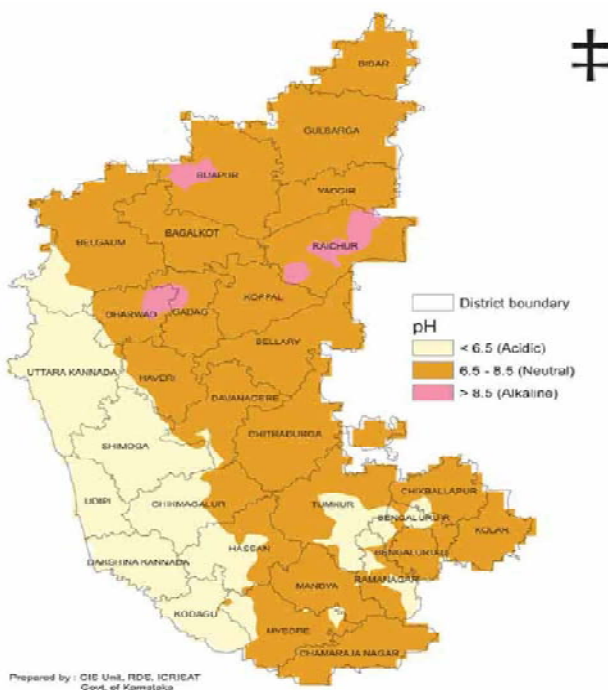 BIDAR
GULBARGA
BIJAPUR
YADGIR
BAGALKOT
BELGAUM
RAICHUR
KOPPAL
DHARWAD
GADAG
BELLARY
UTTARA KANNADA
HAVERI
DAVANAGERE
CHITRADURGA
SHIMOGA
UDIPI
CHIKMAGALUR
TUMKUR
CHIKBALLAPUR
KOLAR
HASSAN
DAKSHINA KANNADA
MANDYA
RAMANAGAR
KODAGU
MYSORE
CHAMARAJA NAGAR
District boundary
pH
< 6.5 (Acidic)
6.5 - 8.5 (Neutral)
> 8.5 (Alkaline)
Prepared by : GIS Unit, RDS, ICRISAT
Govt. of Karnataka